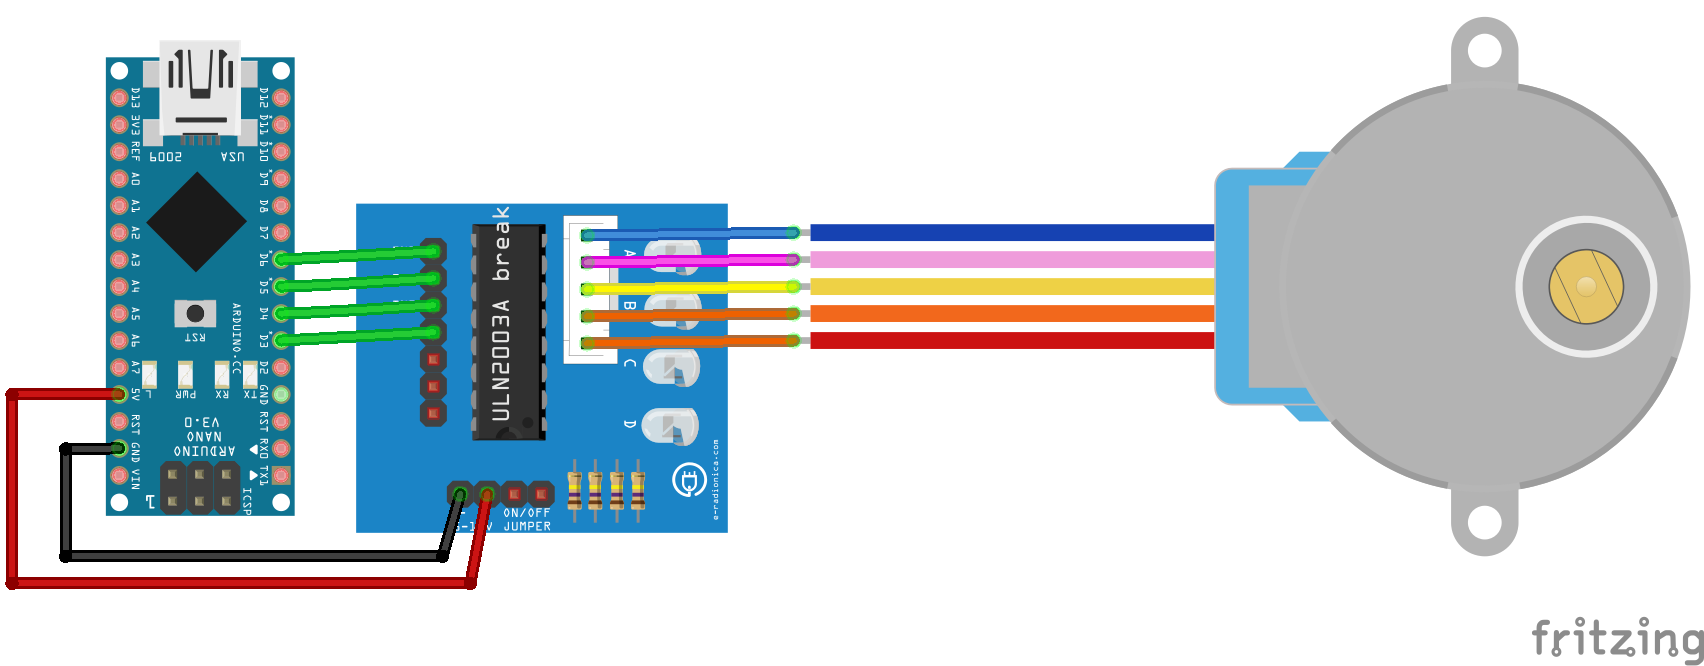 D13
3V3
REF
A0
A1
A2
A3
A4
A5
A6
A7
5V
RST
GND
VIN
D12
D11
D10
D9
D8
D7
D6
D5
D4
D3
D2
GND
RST
RX0
TX1
2009
USA
RST
ARDUINO.CC
L
PWR
RX
TX
V3.0
NANO
ARDUINO
ICSP
1
ULN2003A break
A
B
C
D
e-radionica.com
ON/OFF
JUMPER
fritzing